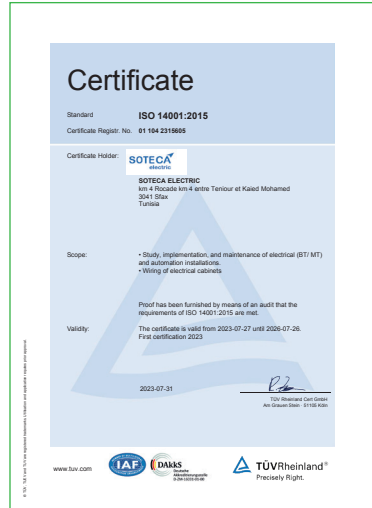 Certificate
Standard ISO 14001:2015
Certificate Registr. No. 01 104 2315605
Certificate Holder:
SOTECA
electric
SOTECA ELECTRIC
km 4 Rocade km 4 entre Teniour et Kaied Mohamed
3041 Sfax
Tunisia
Scope: • Study, implementation, and maintenance of electrical (BT/ MT)
and automation installations.
• Wiring of electrical cabinets
Proof has been furnished by means of an audit that the
requirements of ISO 14001:2015 are met.
Validity: The certificate is valid from 2023-07-27 until 2026-07-26.
First certification 2023
2023-07-31
TÜV Rheinland Cert GmbH
Am Grauen Stein · 51105 Köln
www.tuv.com
IAF
DAkkS
Deutsche
Akkreditierungsstelle
TÜVRheinland®
Precisely Right.